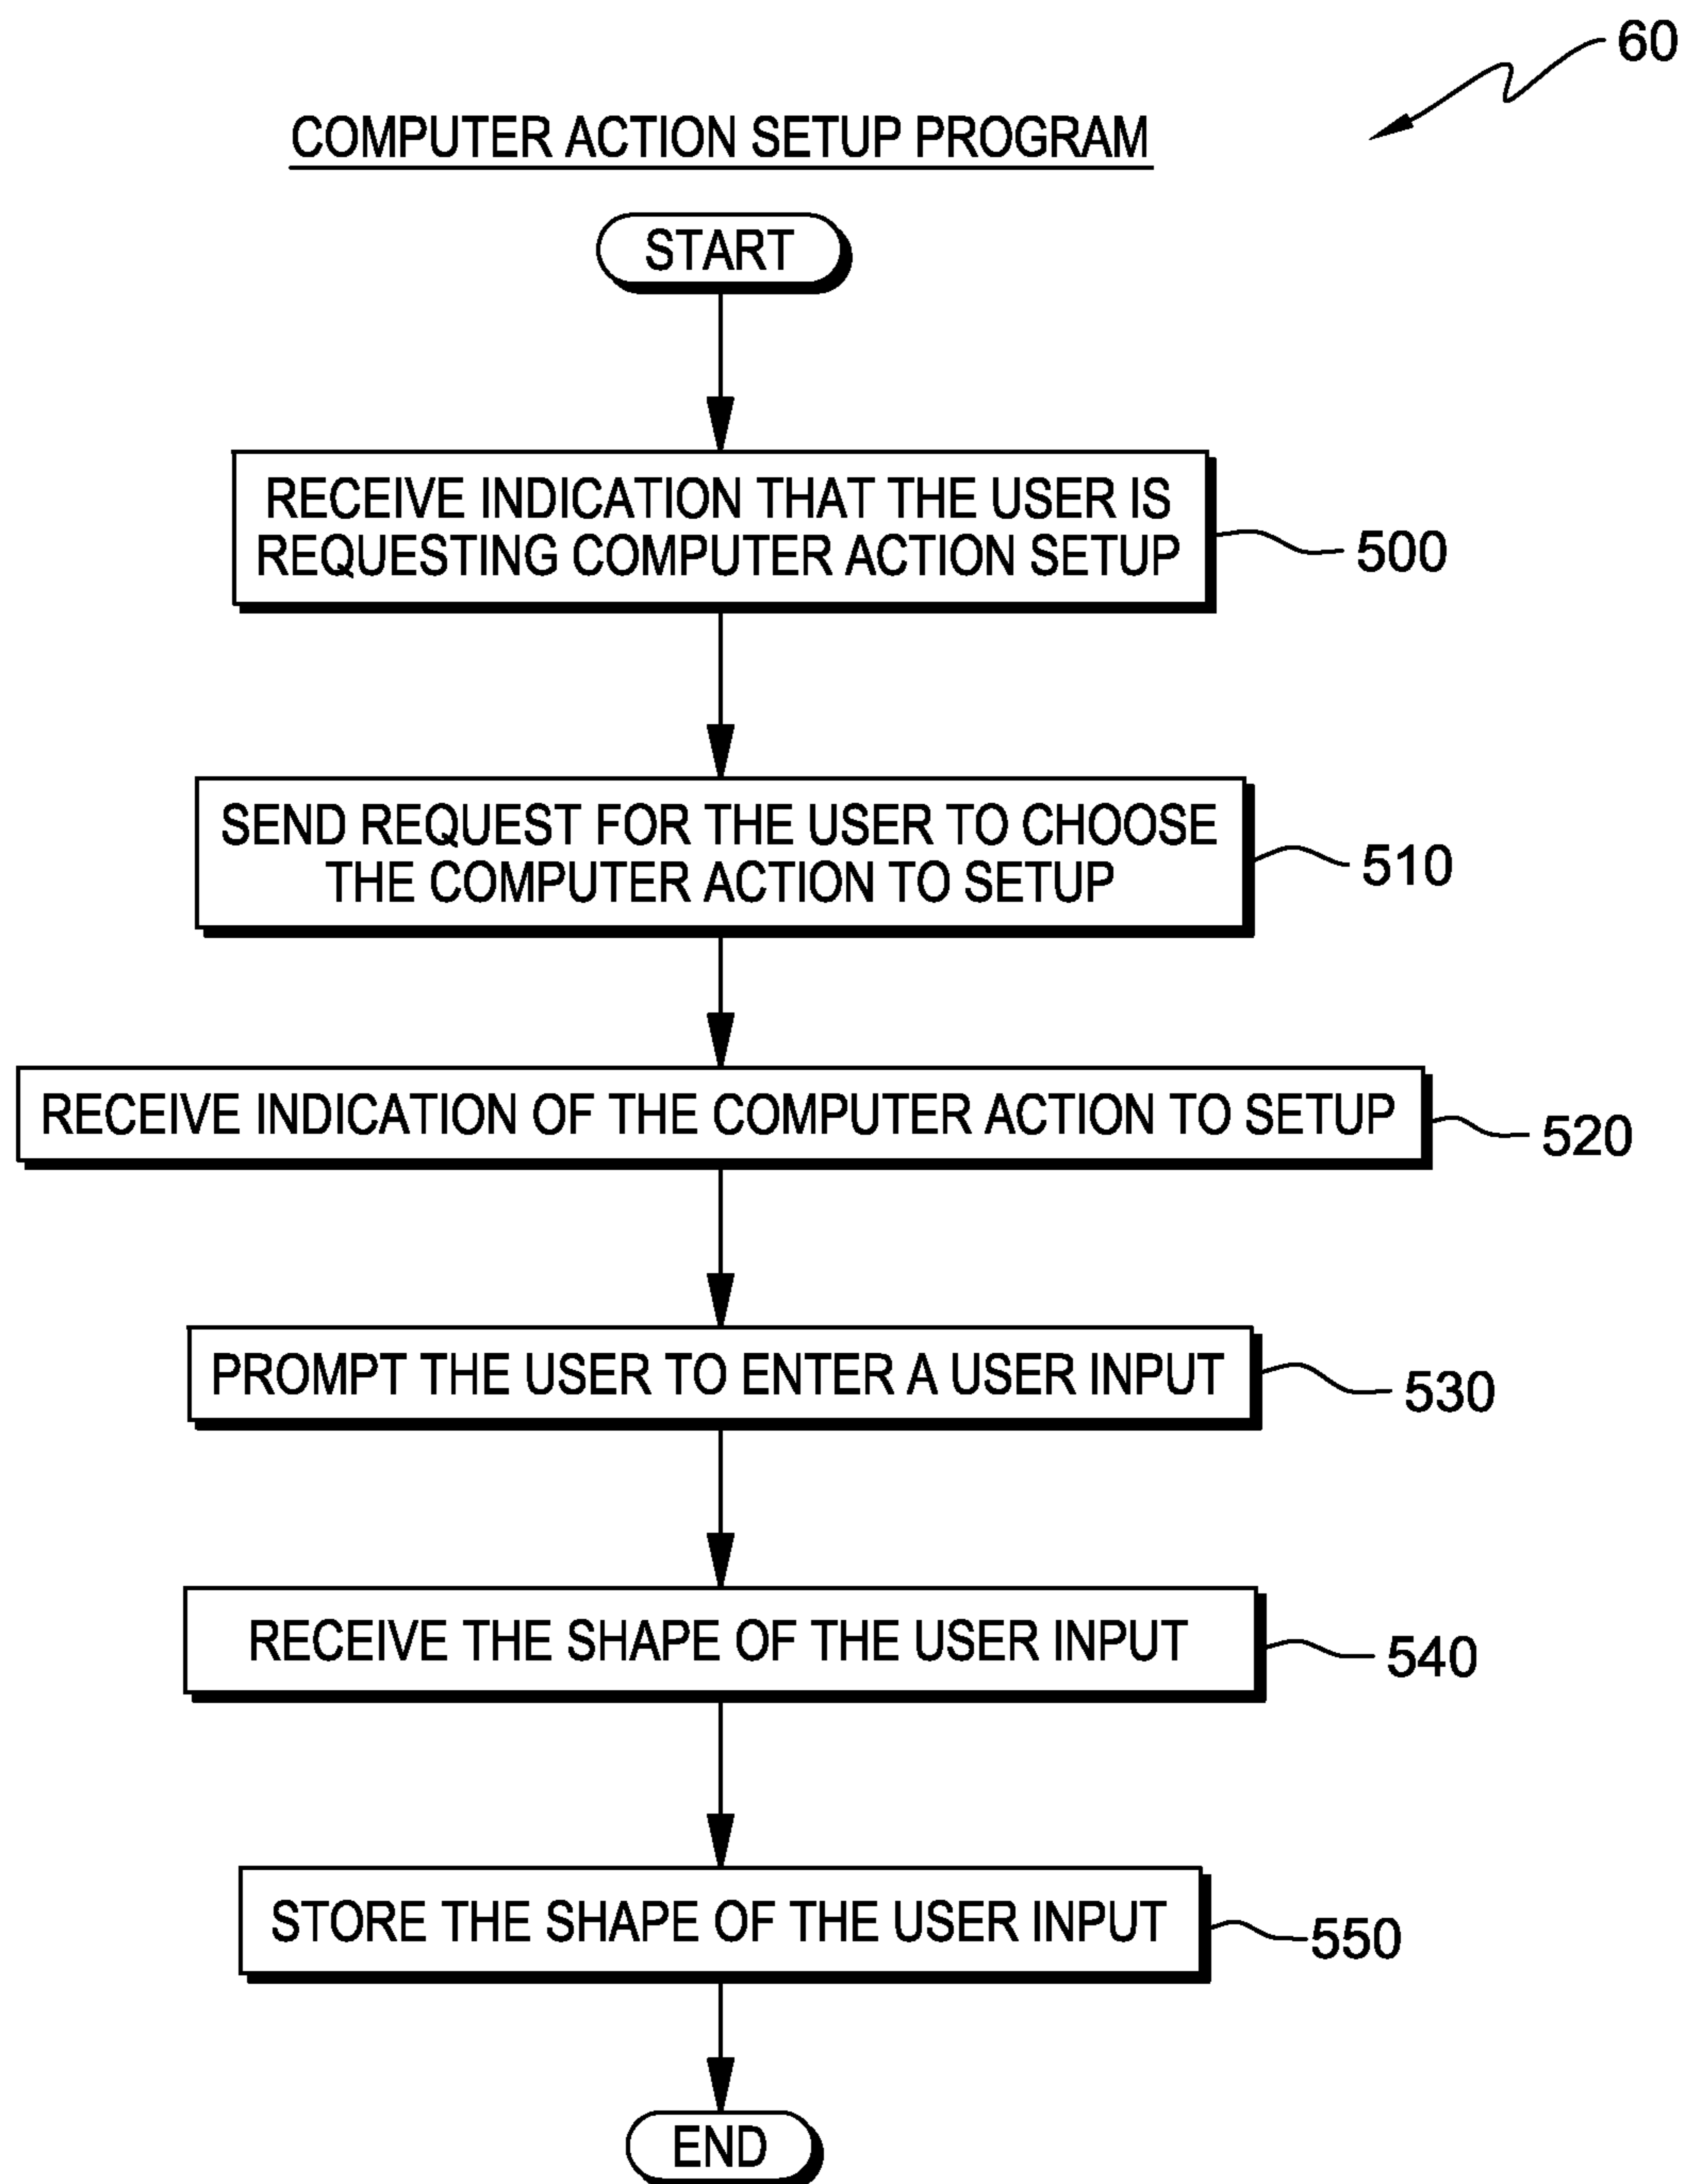 60
COMPUTER ACTION SETUP PROGRAM
START
RECEIVE INDICATION THAT THE USER IS
REQUESTING COMPUTER ACTION SETUP
500
SEND REQUEST FOR THE USER TO CHOOSE
THE COMPUTER ACTION TO SETUP
510
RECEIVE INDICATION OF THE COMPUTER ACTION TO SETUP
520
PROMPT THE USER TO ENTER A USER INPUT
530
RECEIVE THE SHAPE OF THE USER INPUT
540
STORE THE SHAPE OF THE USER INPUT
550
END